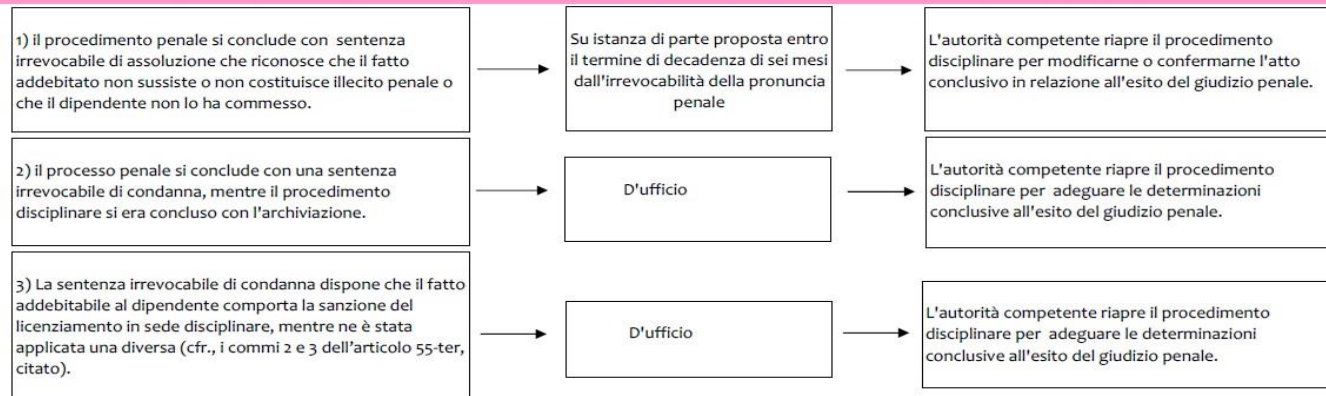 1) il procedimento penale si conclude con sentenza
irrevocabile di assoluzione che riconosce che il fatto
addebitato non sussiste o non costituisce illecito penale o
che il dipendente non lo ha commesso.
Su istanza di parte proposta entro
il termine di decadenza di sei mesi
dall'irrevocabilità della pronuncia
penale
L'autorità competente riapre il procedimento
disciplinare per modificarne o confermarne l'atto
conclusivo in relazione all'esito del giudizio penale.
2) il processo penale si conclude con una sentenza
irrevocabile di condanna, mentre il procedimento
disciplinare si era concluso con l'archiviazione.
D'ufficio
L'autorità competente riapre il procedimento
disciplinare per adeguare le determinazioni
conclusive all'esito del giudizio penale.
3) La sentenza irrevocabile di condanna dispone che il fatto
addebitabile al dipendente comporta la sanzione del
licenziamento in sede disciplinare, mentre ne è stata
applicata una diversa (cfr., i commi 2 e 3 dell'articolo 55-ter,
citato).
D'ufficio
L'autorità competente riapre il procedimento
disciplinare per adeguare le determinazioni
conclusive all'esito del giudizio penale.